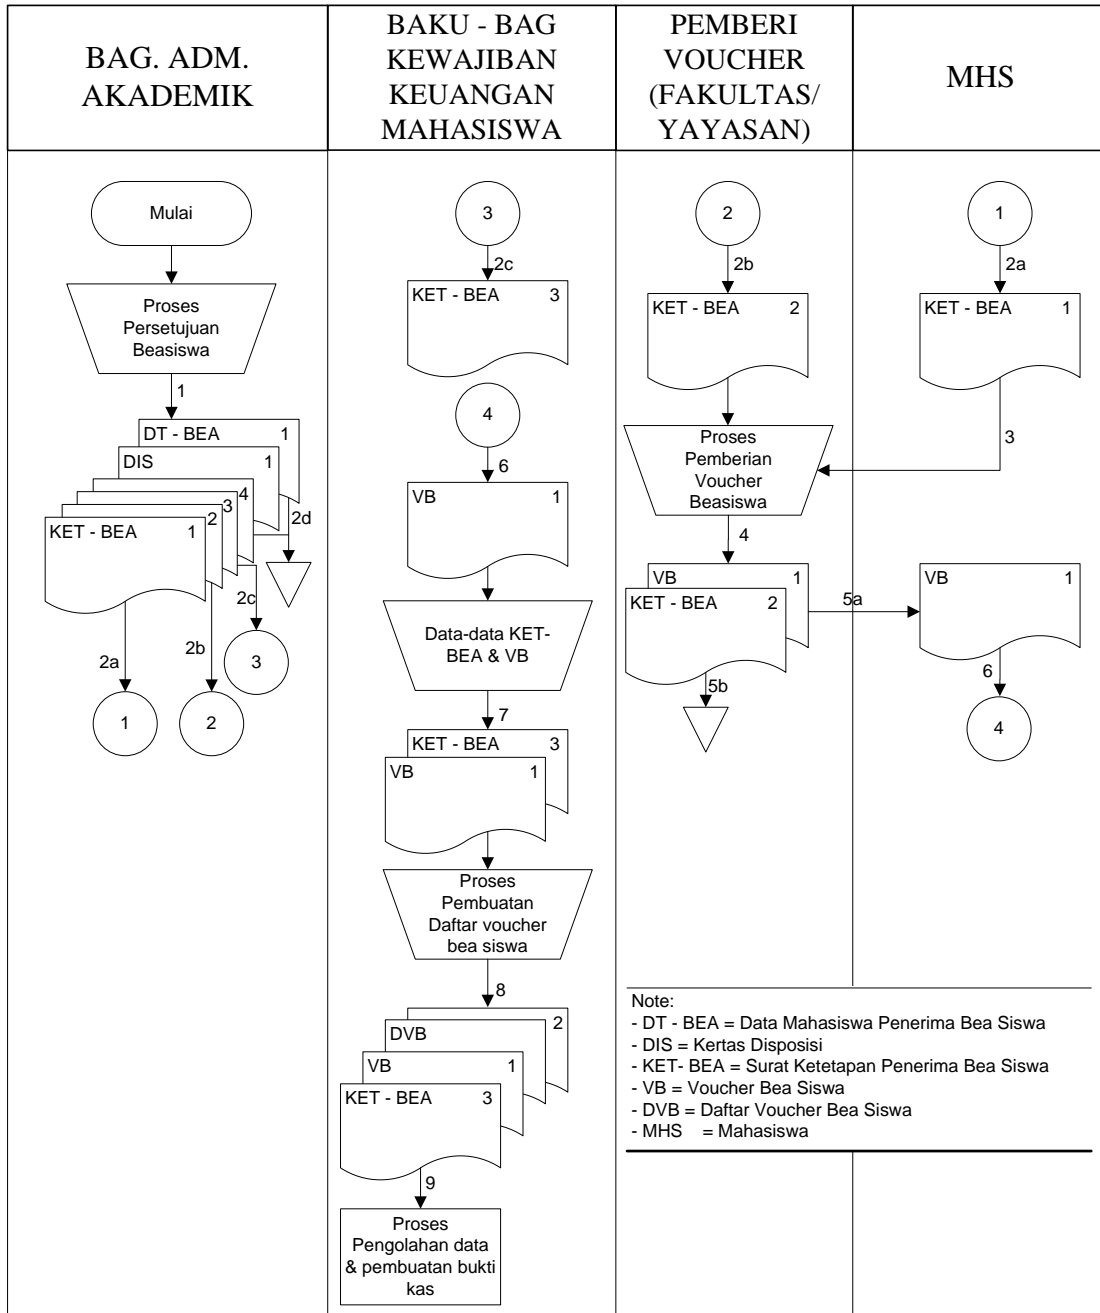 BAG. ADM.
AKADEMIK
BAKU - BAG
KEWAJIBAN
KEUANGAN
MAHASISWA
PEMBERI
VOUCHER
(FAKULTAS/
YAYASAN)
MHS
Mulai
Proses
Persetujuan
Beasiswa
1
DT - BEA 1
DIS 1
4
3
2
KET - BEA 1
2d
2c
2b
2a
3
1
2
3
2c
KET - BEA 3
4
6
VB 1
Data-data KET-
BEA & VB
7
KET - BEA 3
VB 1
Proses
Pembuatan
Daftar voucher
bea siswa
8
2
DVB
VB 1
KET - BEA 3
9
Proses
Pengolahan data
& pembuatan bukti
kas
2
2b
KET - BEA 2
Proses
Pemberian
Voucher
Beasiswa
4
VB 1
KET - BEA 2
5a
5b
1
2a
KET - BEA 1
3
VB 1
6
4
Note:
- DT - BEA = Data Mahasiswa Penerima Bea Siswa
- DIS = Kertas Disposisi
- KET- BEA = Surat Ketetapan Penerima Bea Siswa
- VB = Voucher Bea Siswa
- DVB = Daftar Voucher Bea Siswa
- MHS = Mahasiswa